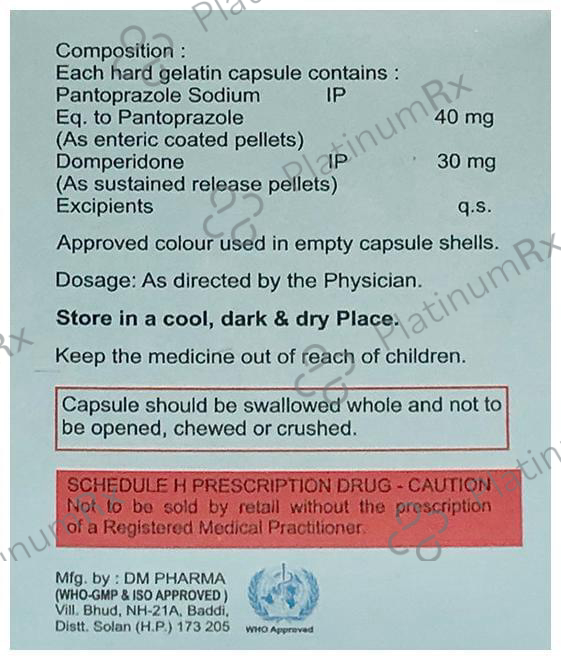 Composition :
Each hard gelatin capsule contains :
Pantoprazole Sodium IP
Eq. to Pantoprazole 40 mg
(As enteric coated pellets)
Domperidone IP 30 mg
(As sustained release pellets)
Excipients q.s.
Approved colour used in empty capsule shells.
Dosage: As directed by the Physician.
Store in a cool, dark & dry Place.
Keep the medicine out of reach of children.
Capsule should be swallowed whole and not to
be opened, chewed or crushed.
SCHEDULE H PRESCRIPTION DRUG - CAUTION
Not to be sold by retail without the prescription
of a Registered Medical Practitioner.
Mfg. by : DM PHARMA
(WHO-GMP & ISO APPROVED )
Vill. Bhud, NH-21A, Baddi,
Distt. Solan (H.P.) 173 205
WHO Approved
PlatinumRx
PlatinumRx
PlatinumRx